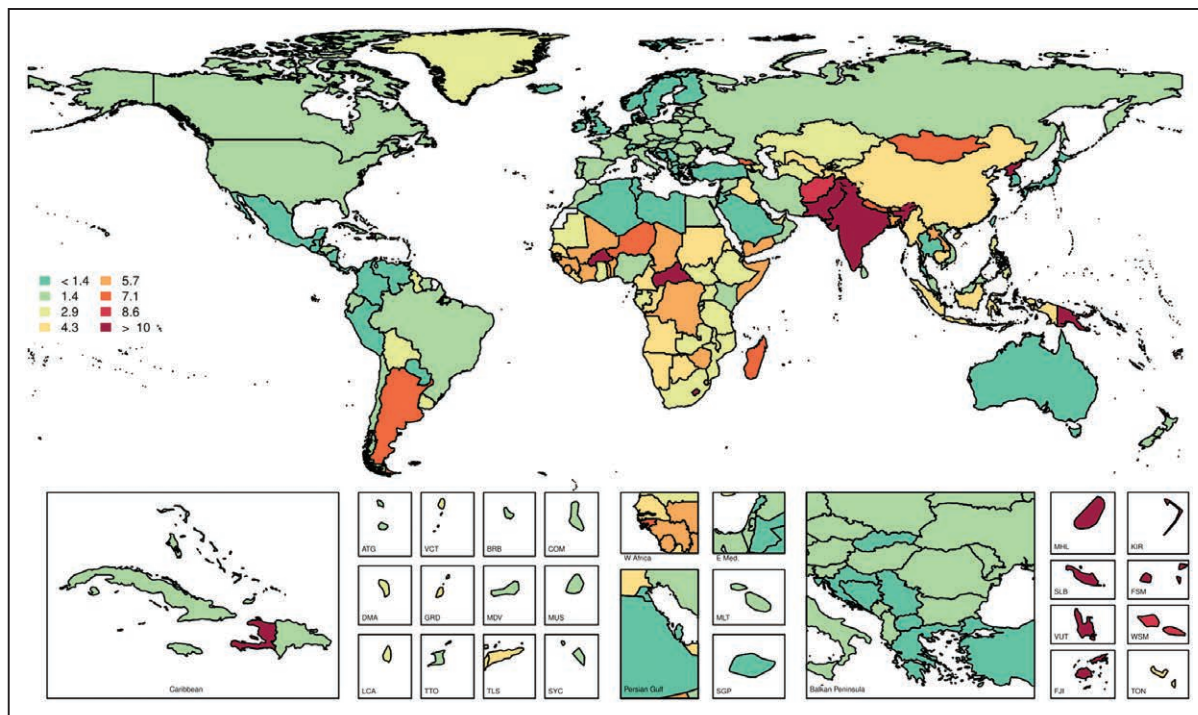 < 1.4
5.7
1.4
7.1
2.9
8.6
4.3
> 10
Caribbean
ATG
VCT
BRB
COM
DMA
GRD
MDV
MUS
LCA
TTO
TLS
SYC
W Africa
E Med.
Persian Gulf
MLT
SGP
Balkan Peninsula
MHL
KIR
SLB
FSM
VUT
WSM
FJI
TON